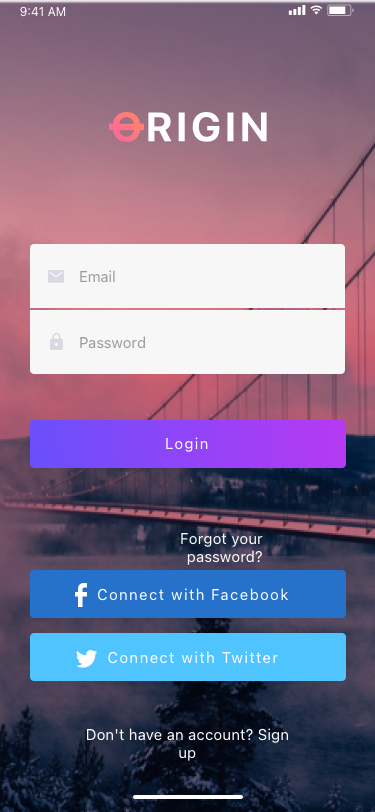 9:41 AM
ORIGIN
Email
Password
Login
Forgot your
password?
Connect with Facebook
Connect with Twitter
Don't have an account? Sign
up